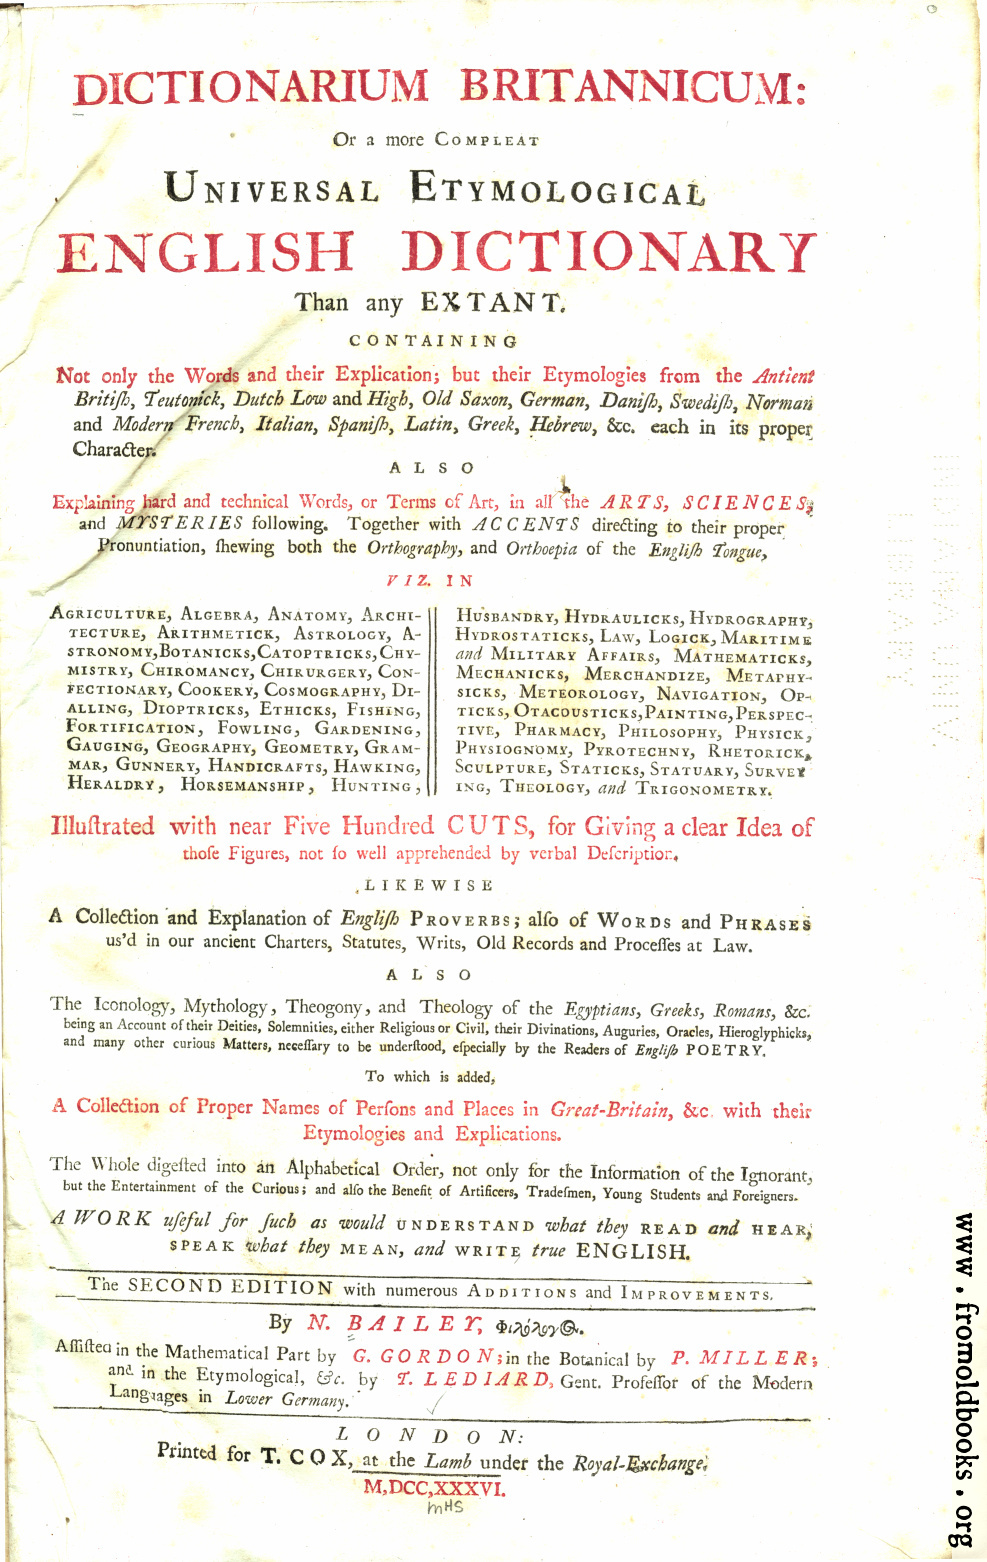 DICTIONARIUM BRITANNICUM:
Or a more COMPLEAT
UNIVERSAL ETYMOLOGICAL
ENGLISH DICTIONARY
Than any EXTANT.
CONTAINING
Not only the Words and their Explication; but their Etymologies from the Antient
Britiſh, Teutonick, Dutch Low and High, Old Saxon, German, Daniſh, Swediſh, Norman
and Modern French, Italian, Spaniſh, Latin, Greek, Hebrew, &c. each in its proper
Character.
ALSO
Explaining hard and technical Words, or Terms of Art, in all the ARTS, SCIENCES,
and MYSTERIES following. Together with ACCENTS directing to their proper
Pronuntiation, ſhewing both the Orthography, and Orthoepia of the Engliſh Tongue,
VIZ. IN
AGRICULTURE, ALGEBRA, ANATOMY, ARCHI-
TECTURE, ARITHMETICK, ASTROLOGY, A-
STRONOMY, BOTANICKS, CATOPTRICKS, CHY-
MISTRY, CHIROMANCY, CHIRURGERY, CON-
FECTIONARY, COOKERY, COSMOGRAPHY, DI-
ALLING, DIOPTRICKS, ETHICKS, FISHING,
FORTIFICATION, FOWLING, GARDENING,
GAUGING, GEOGRAPHY, GEOMETRY, GRAM-
MAR, GUNNERY, HANDICRAFTS, HAWKING,
HERALDRY, HORSEMANSHIP, HUNTING,
HUSBANDRY, HYDRAULICKS, HYDROGRAPHY,
HYDROSTATICKS, LAW, LOGICK, MARITIME
and MILITARY AFFAIRS, MATHEMATICKS,
MECHANICKS, MERCHANDIZE, METAPHY-
SICKS, METEOROLOGY, NAVIGATION, OP-
TICKS, OTACOUSTICKS, PAINTING, PERSPEC-
TIVE, PHARMACY, PHILOSOPHY, PHYSICK,
PHYSIOGNOMY, PYROTECHNY, RHETORICK,
SCULPTURE, STATICKS, STATUARY, SURVEY
ING, THEOLOGY, and TRIGONOMETRY.
Illuſtrated with near Five Hundred CUTS, for Giving a clear Idea of
thoſe Figures, not ſo well apprehended by verbal Deſcription.
LIKEWISE
A Collection and Explanation of Engliſh PROVERBS; alſo of WORDS and PHRASES
us'd in our ancient Charters, Statutes, Writs, Old Records and Proceſſes at Law.
ALSO
The Iconology, Mythology, Theogony, and Theology of the Egyptians, Greeks, Romans, &c.
being an Account of their Deities, Solemnities, either Religious or Civil, their Divinations, Auguries, Oracles, Hieroglyphicks,
and many other curious Matters, neceſſary to be underſtood, eſpecially by the Readers of Engliſh POETRY.
To which is added,
A Collection of Proper Names of Perſons and Places in Great-Britain, &c. with their
Etymologies and Explications.
The Whole digeſted into an Alphabetical Order, not only for the Information of the Ignorant,
but the Entertainment of the Curious; and alſo the Benefit of Artificers, Tradeſmen, Young Students and Foreigners.
A WORK uſeful for ſuch as would UNDERSTAND what they READ and HEAR,
SPEAK what they MEAN, and WRITE true ENGLISH.
The SECOND EDITION with numerous ADDITIONS and IMPROVEMENTS.
By N. BAILEY, Φιλόλογος.
Aſſiſted in the Mathematical Part by G. GORDON; in the Botanical by P. MILLER;
and in the Etymological, &c. by T. LEDIARD, Gent. Profeſſor of the Modern
Languages in Lower Germany.
LONDON:
Printed for T. COX, at the Lamb under the Royal-Exchange.
M,DCC,XXXVI.
MHS
www.fromoldbooks.org